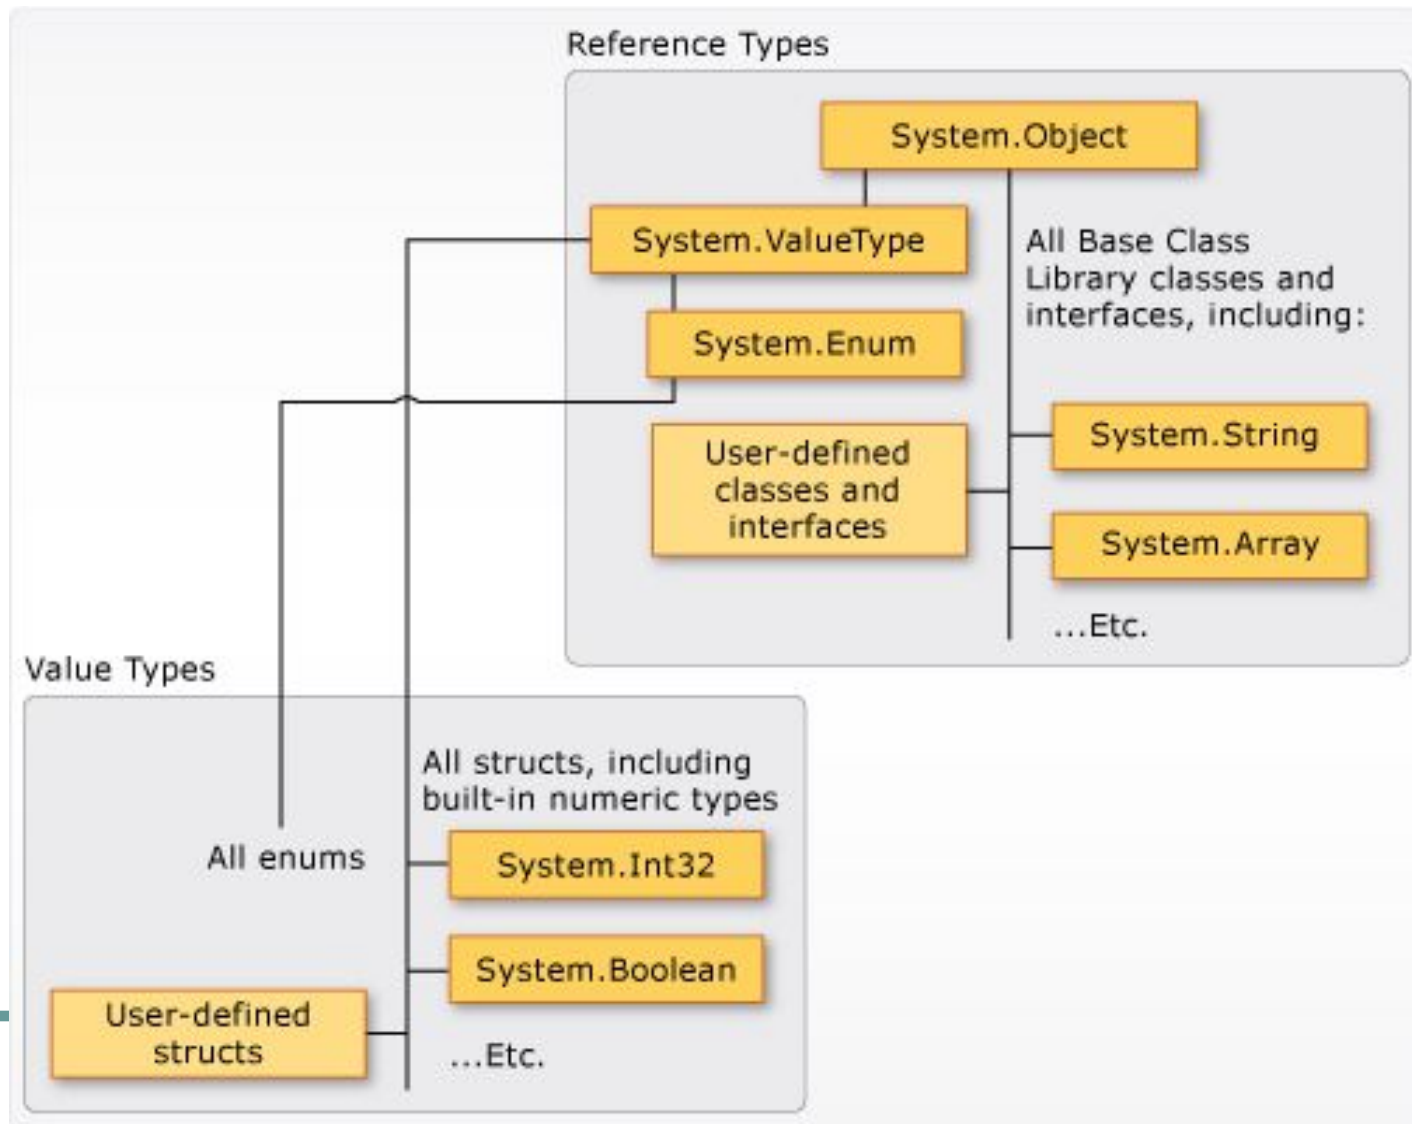 Reference Types
System.Object
System.ValueType
All Base Class
Library classes and
interfaces, including:
System.Enum
System.String
User-defined
classes and
interfaces
System.Array
...Etc.
Value Types
All structs, including
built-in numeric types
All enums
System.Int32
System.Boolean
User-defined
structs
...Etc.